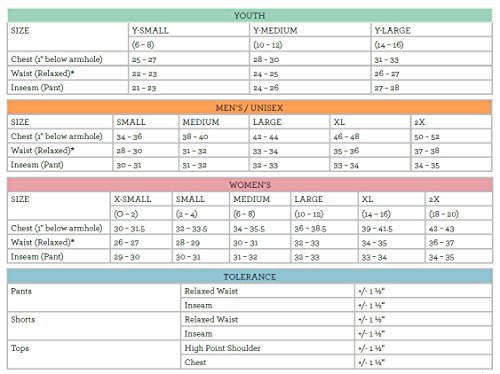 YOUTH
SIZE Y-SMALL Y-MEDIUM Y-LARGE
(6 - 8) (10 - 12) (14 - 16)
Chest (1" below armhole) 25 - 27 28 - 30 31 - 33
Waist (Relaxed)* 22 - 23 24 - 25 26 - 27
Inseam (Pant) 21 - 23 24 - 26 27 - 28
MEN'S / UNISEX
SIZE SMALL MEDIUM LARGE XL 2X
Chest (1" below armhole) 34 - 36 38 - 40 42 - 44 46 - 48 50 - 52
Waist (Relaxed)* 28 - 30 31 - 32 33 - 34 35 - 36 37 - 38
Inseam (Pant) 30 - 31 31 - 32 32 - 33 33 - 34 34 - 35
WOMEN'S
SIZE X-SMALL SMALL MEDIUM LARGE XL 2X
(O - 2) (2 - 4) (6 - 8) (10 - 12) (14 - 16) (18 - 20)
Chest (1" below armhole) 30 - 31.5 32 - 33.5 34 - 35.5 36 - 38.5 39 - 41.5 42 - 43
Waist (Relaxed)* 26 - 27 28 - 29 30 - 31 32 - 33 34 - 35 36 - 37
Inseam (Pant) 29 - 30 30 - 31 31 - 32 32 - 33 33 - 34 34 - 35
TOLERANCE
Pants Relaxed Waist +/- 1 ½"
Inseam +/- 1 ½"
Shorts Relaxed Waist +/- 1 ½"
Inseam +/- 1 ½"
Tops High Point Shoulder +/- 1 ½"
Chest +/- 1 ½"